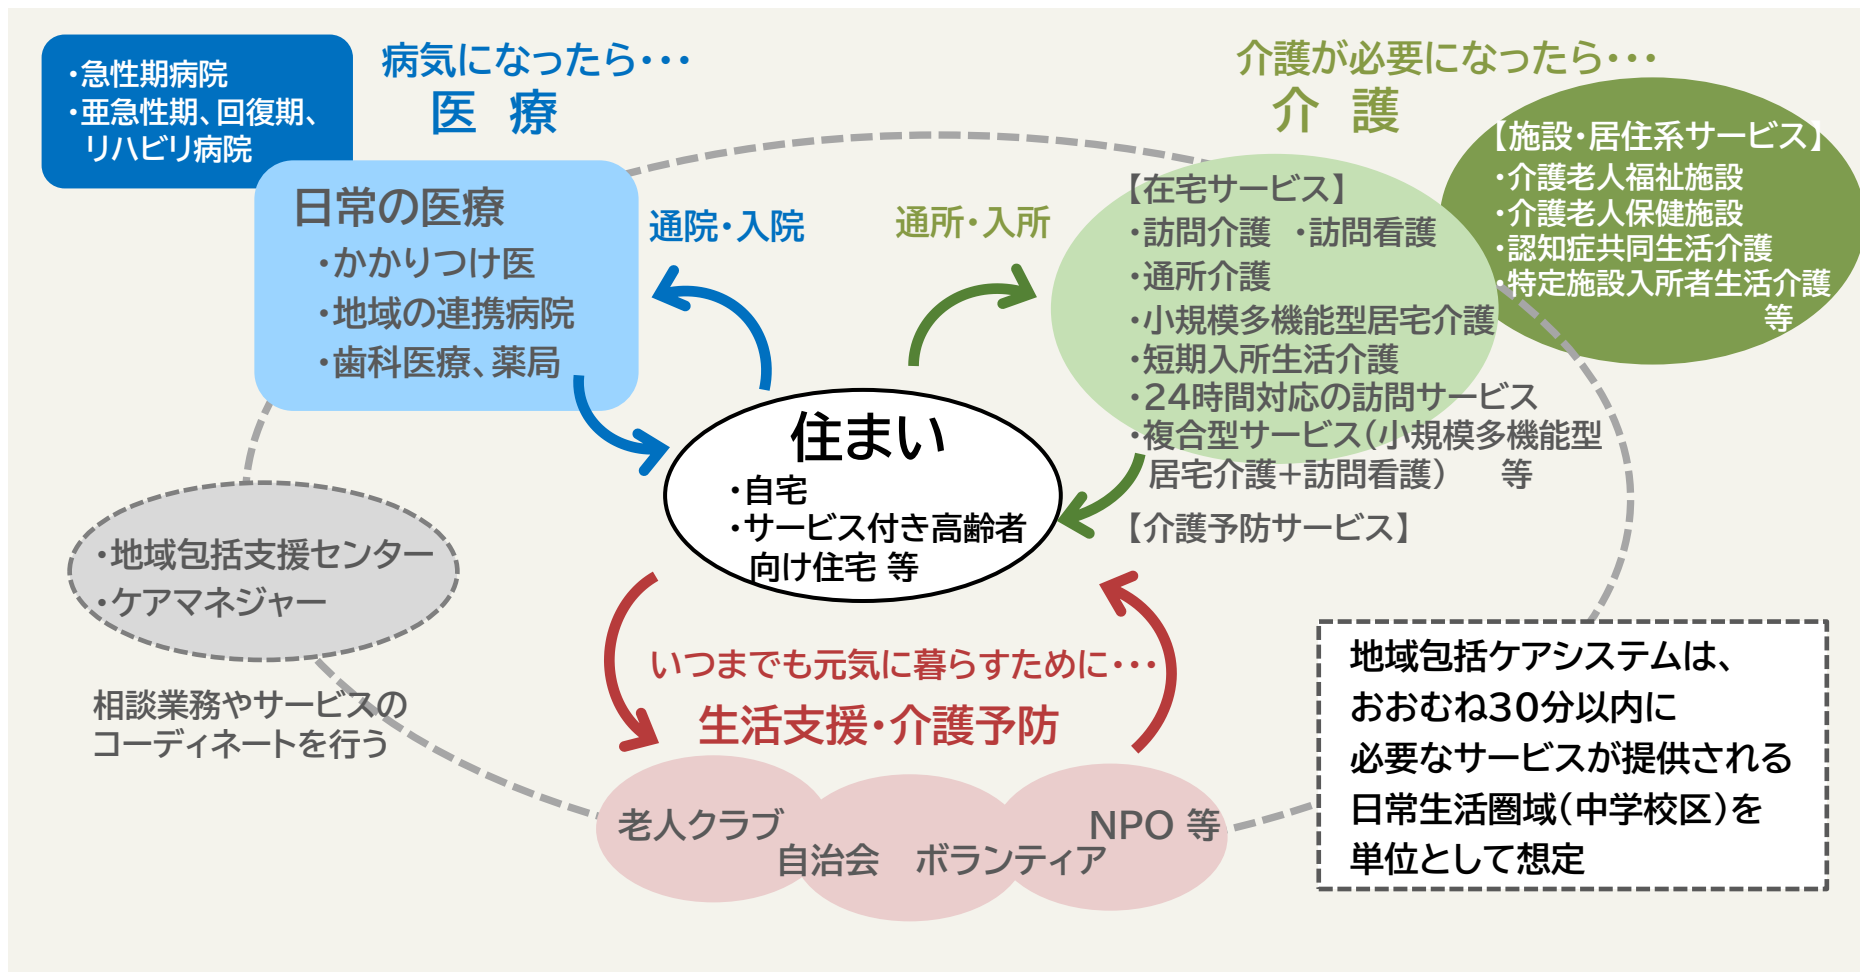 ・急性期病院
・亜急性期、回復期、
リハビリ病院
病気になったら・・・
医 療
日常の医療
・かかりつけ医
・地域の連携病院
・歯科医療、薬局
通院・入院
介護が必要になったら・・・
介 護
通所・入所
【在宅サービス】
・訪問介護 ・訪問看護
・通所介護
・小規模多機能型居宅介護
・短期入所生活介護
・24時間対応の訪問サービス
・複合型サービス(小規模多機能型
居宅介護+訪問看護) 等
【介護予防サービス】
【施設・居住系サービス】
・介護老人福祉施設
・介護老人保健施設
・認知症共同生活介護
・特定施設入所者生活介護
等
住まい
・自宅
・サービス付き高齢者
向け住宅 等
・地域包括支援センター
・ケアマネジャー
相談業務やサービスの
コーディネートを行う
いつまでも元気に暮らすために・・・
生活支援・介護予防
老人クラブ
自治会 ボランティア
NPO 等
地域包括ケアシステムは、
おおむね30分以内に
必要なサービスが提供される
日常生活圏域(中学校区)を
単位として想定